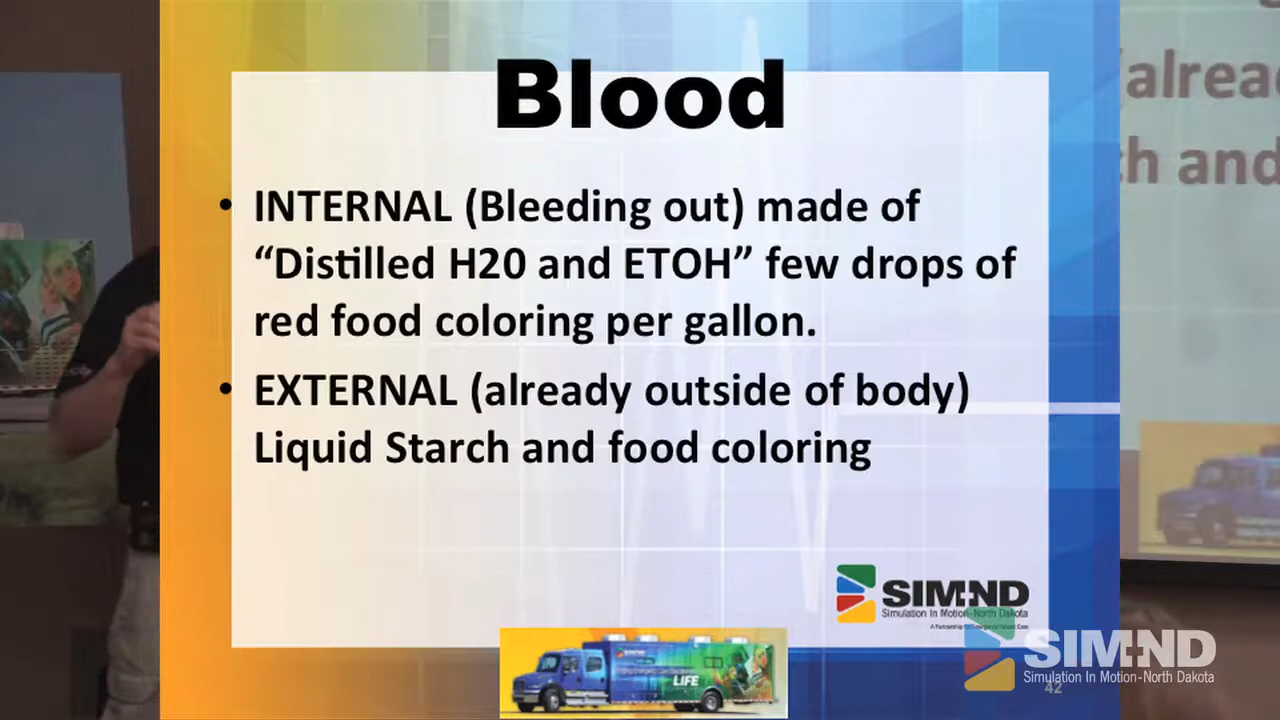 Blood
• INTERNAL (Bleeding out) made of
“Distilled H20 and ETOH” few drops of
red food coloring per gallon.
• EXTERNAL (already outside of body)
Liquid Starch and food coloring
(alrea
h and
SIM-ND
Simulation In Motion-North Dakota
LIFE
SIM-ND
Simulation In Motion-North Dakota
42